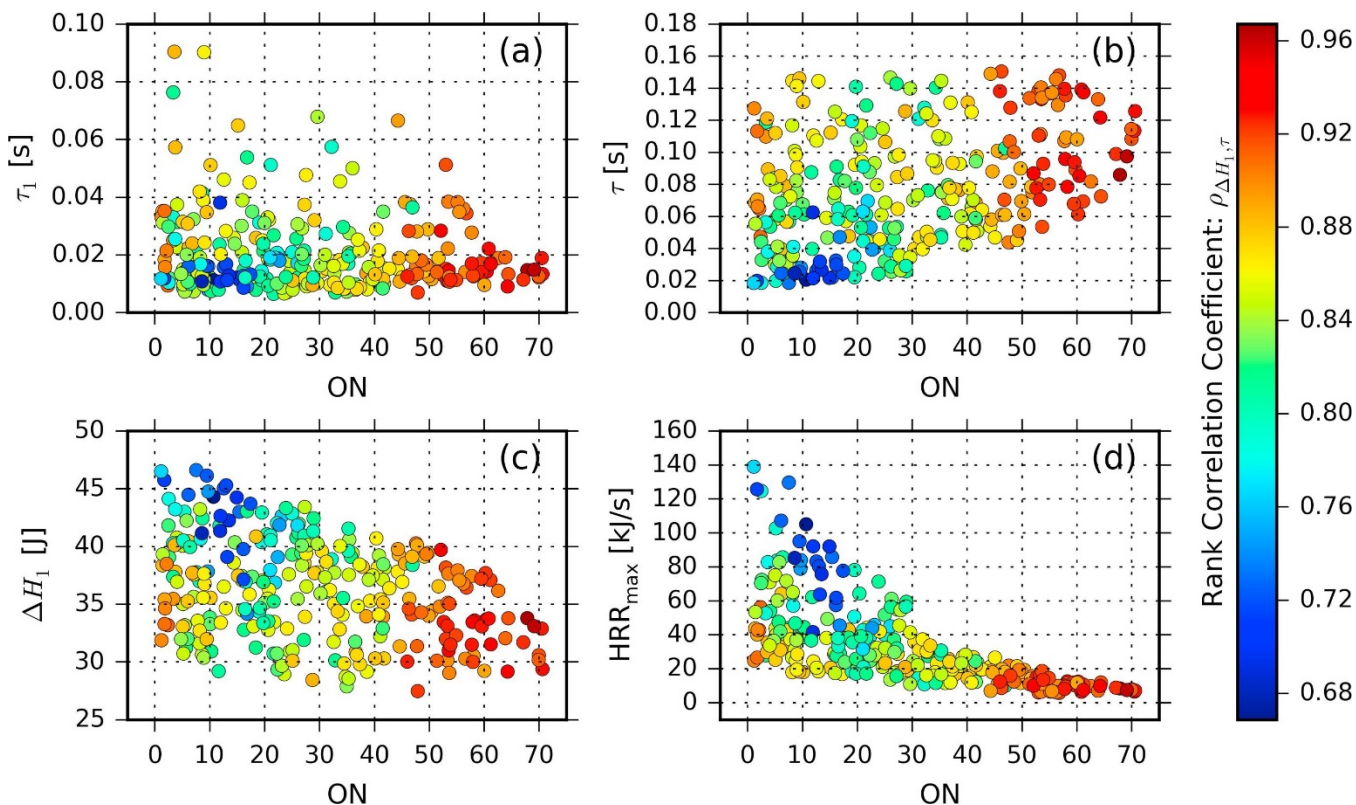 0.10
0.08
0.06
0.04
0.02
0.00
τ₁ [s]
(a)
0 10 20 30 40 50 60 70
ON
0.18
0.16
0.14
0.12
0.10
0.08
0.06
0.04
0.02
0.00
τ [s]
(b)
0 10 20 30 40 50 60 70
ON
50
45
40
35
30
25
ΔH₁ [J]
(c)
0 10 20 30 40 50 60 70
ON
160
140
120
100
80
60
40
20
0
HRR_max [kJ/s]
(d)
0 10 20 30 40 50 60 70
ON
Rank Correlation Coefficient: ρ_ΔH₁,τ
0.96
0.92
0.88
0.84
0.80
0.76
0.72
0.68